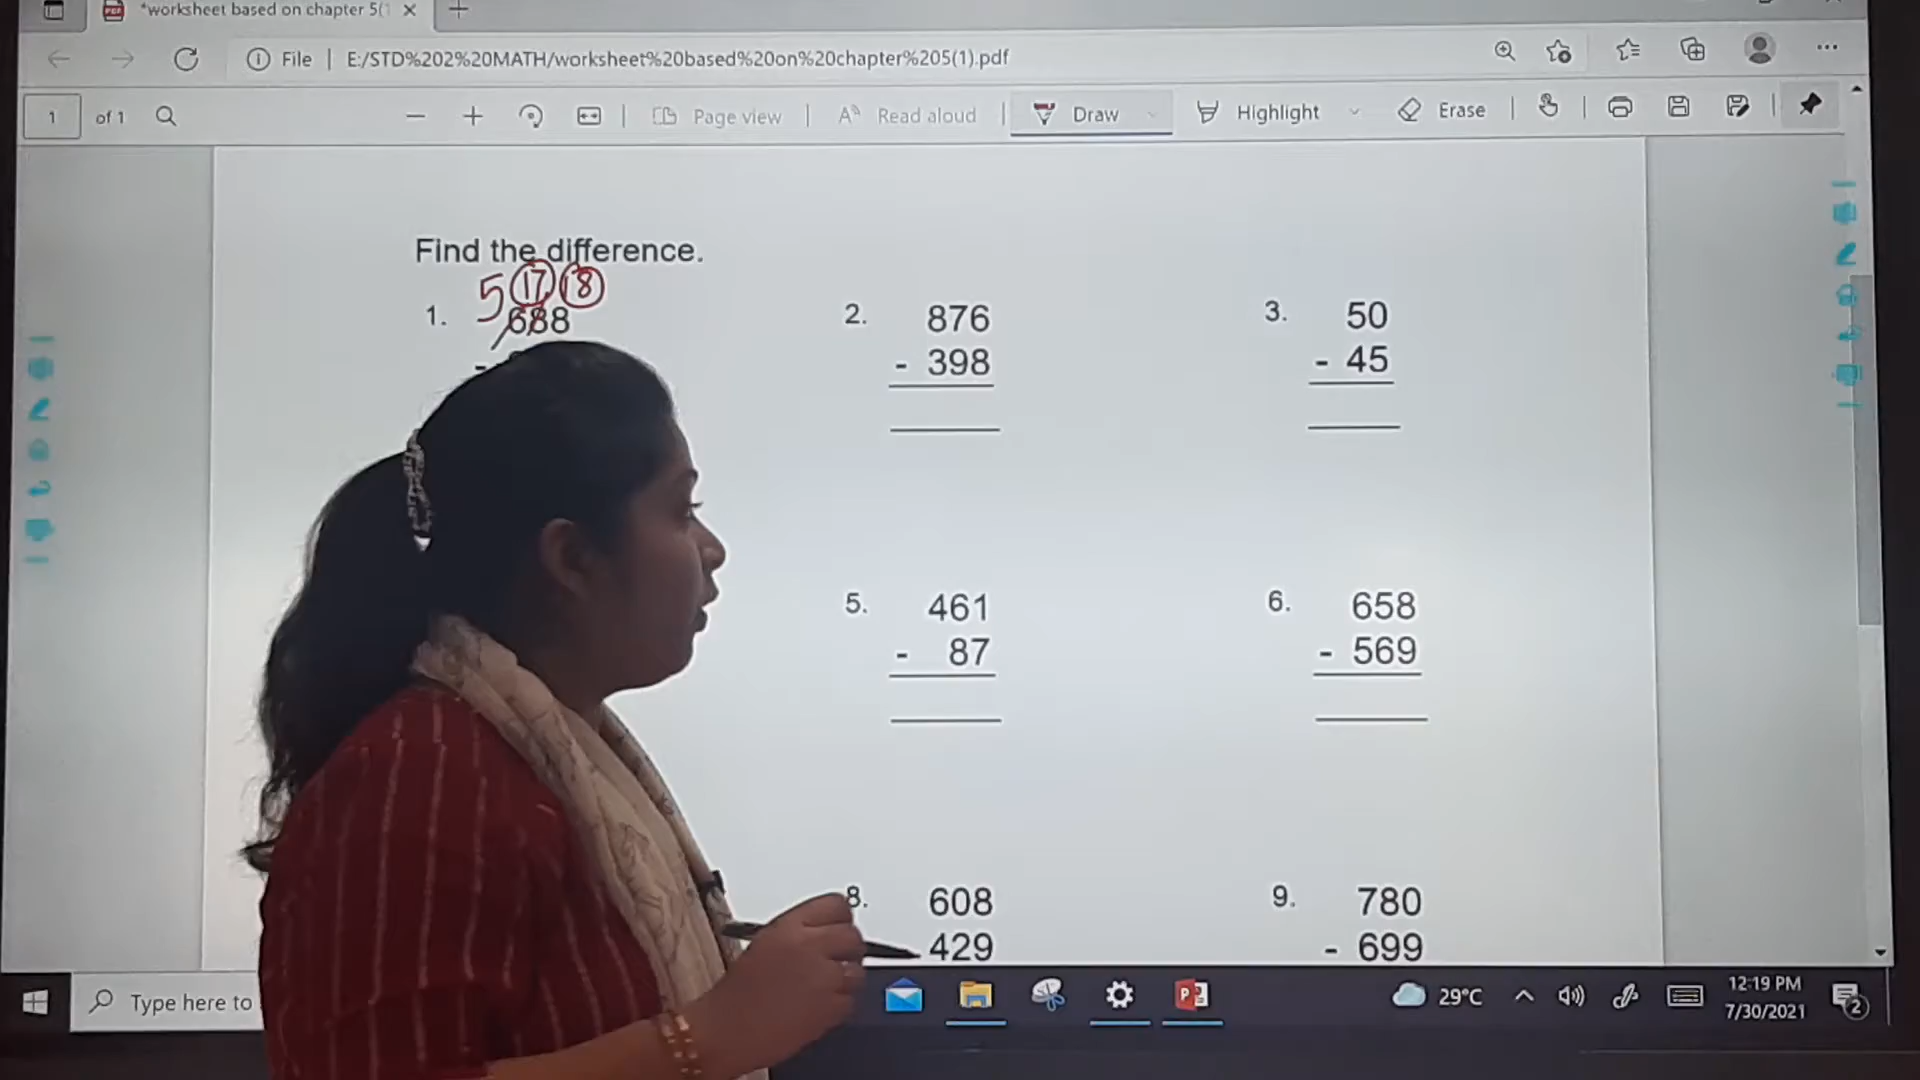 *worksheet based on chapter 5(1
File | E:/STD%202%20MATH/worksheet%20based%20on%20chapter%205(1).pdf
1 of 1 Page view Read aloud Draw Highlight Erase
Find the difference.
5 17 18
1. 688 2. 876 3. 50
- - 398 - 45
5. 461 6. 658
- 87 - 569
8. 608 9. 780
429 - 699
Type here to 29°C 12:19 PM
7/30/2021 2